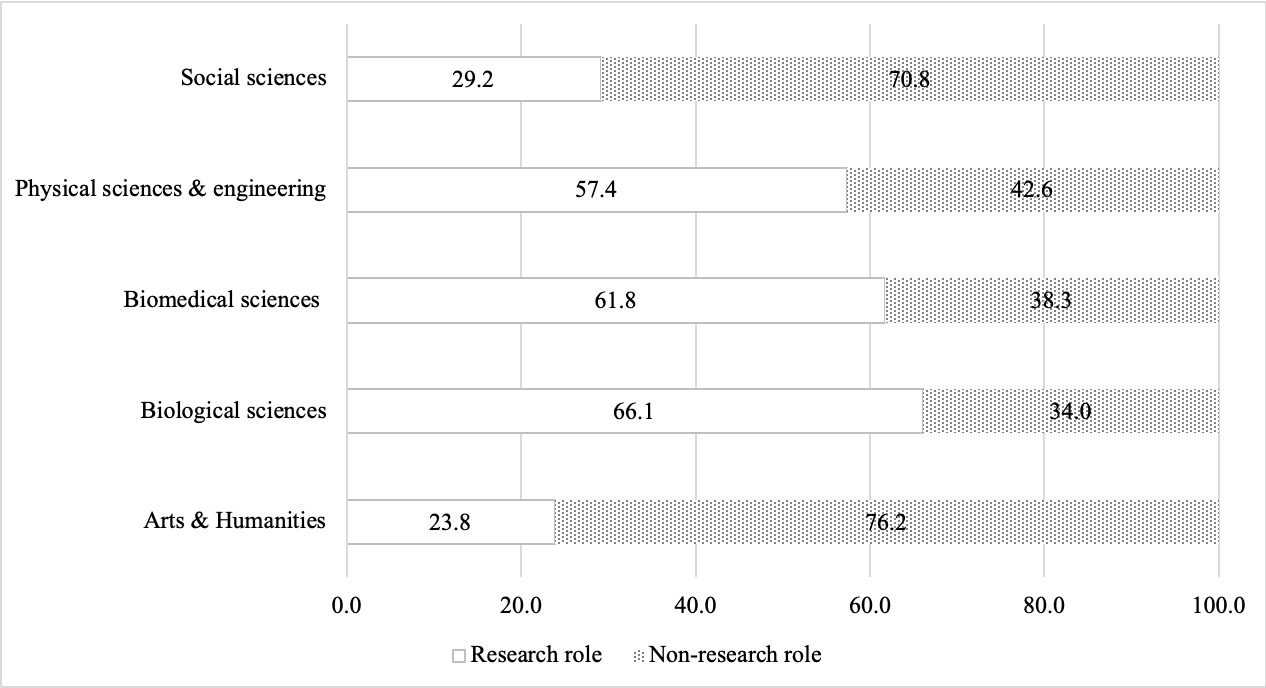 Social sciences 29.2 70.8
Physical sciences & engineering 57.4 42.6
Biomedical sciences 61.8 38.3
Biological sciences 66.1 34.0
Arts & Humanities 23.8 76.2
0.0 20.0 40.0 60.0 80.0 100.0
Research role Non-research role